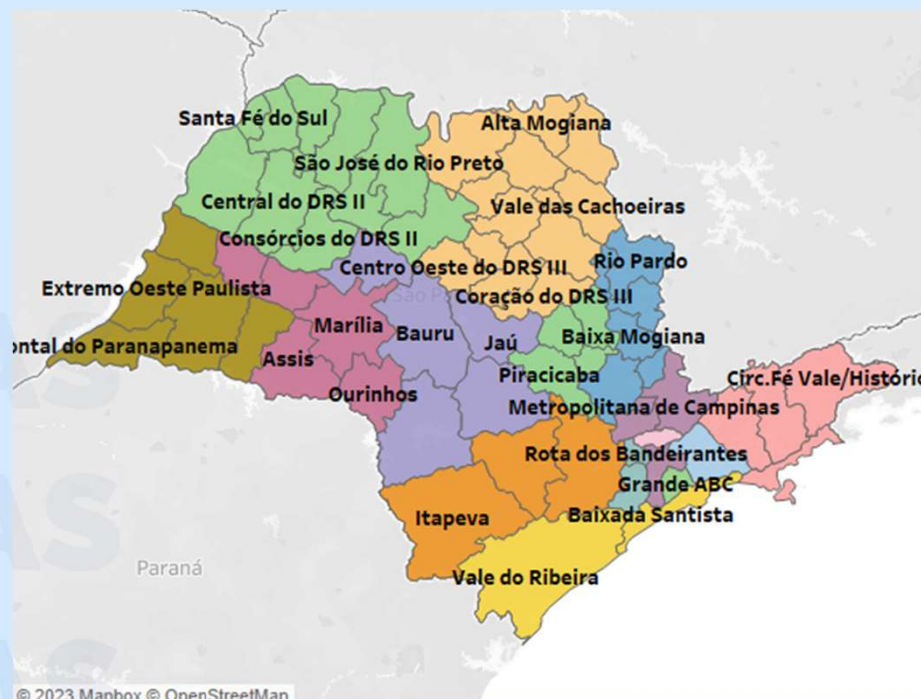 Santa Fé do Sul
Alta Mogiana
São José do Rio Preto
Central do DRS II
Vale das Cachoeiras
Consórcios do DRS II
Centro Oeste do DRS III
Rio Pardo
Extremo Oeste Paulista
Coração do DRS III
Marília
Bauru
Jaú
Baixa Mogiana
ontal do Paranapanema
Assis
Piracicaba
Circ.Fé Vale/Históric
Ourinhos
Metropolitana de Campinas
Rota dos Bandeirantes
Grande ABC
Itapeva
Baixada Santista
Paraná
Vale do Ribeira
© 2023 Mapbox © OpenStreetMap
AS
AS